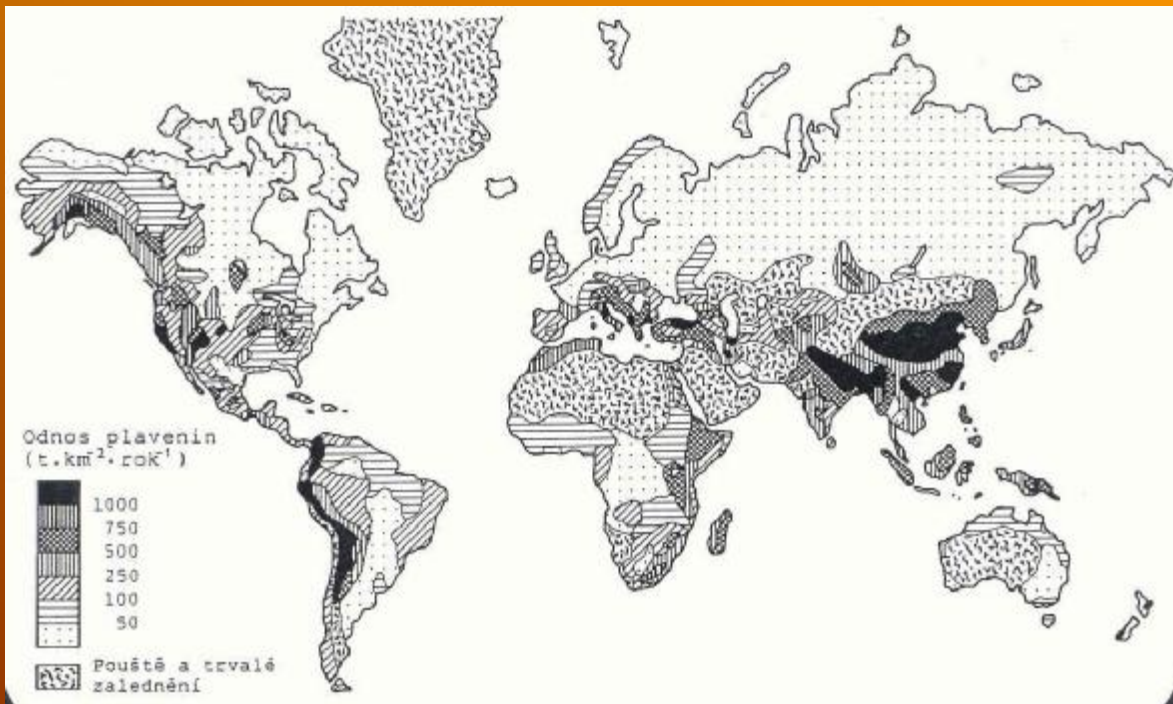 Odnos plavenin
(t.km⁻².rok⁻¹)
1000
750
500
250
100
50
Pouště a trvalé
zalednění